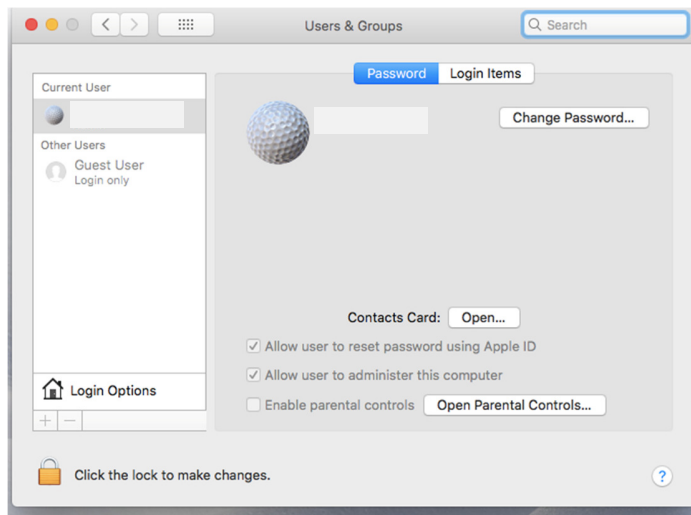 Users & Groups
Search
Password
Login Items
Current User
Change Password...
Other Users
Guest User
Login only
Contacts Card:
Open...
Allow user to reset password using Apple ID
Allow user to administer this computer
Login Options
Enable parental controls
Open Parental Controls...
+
−
Click the lock to make changes.
?